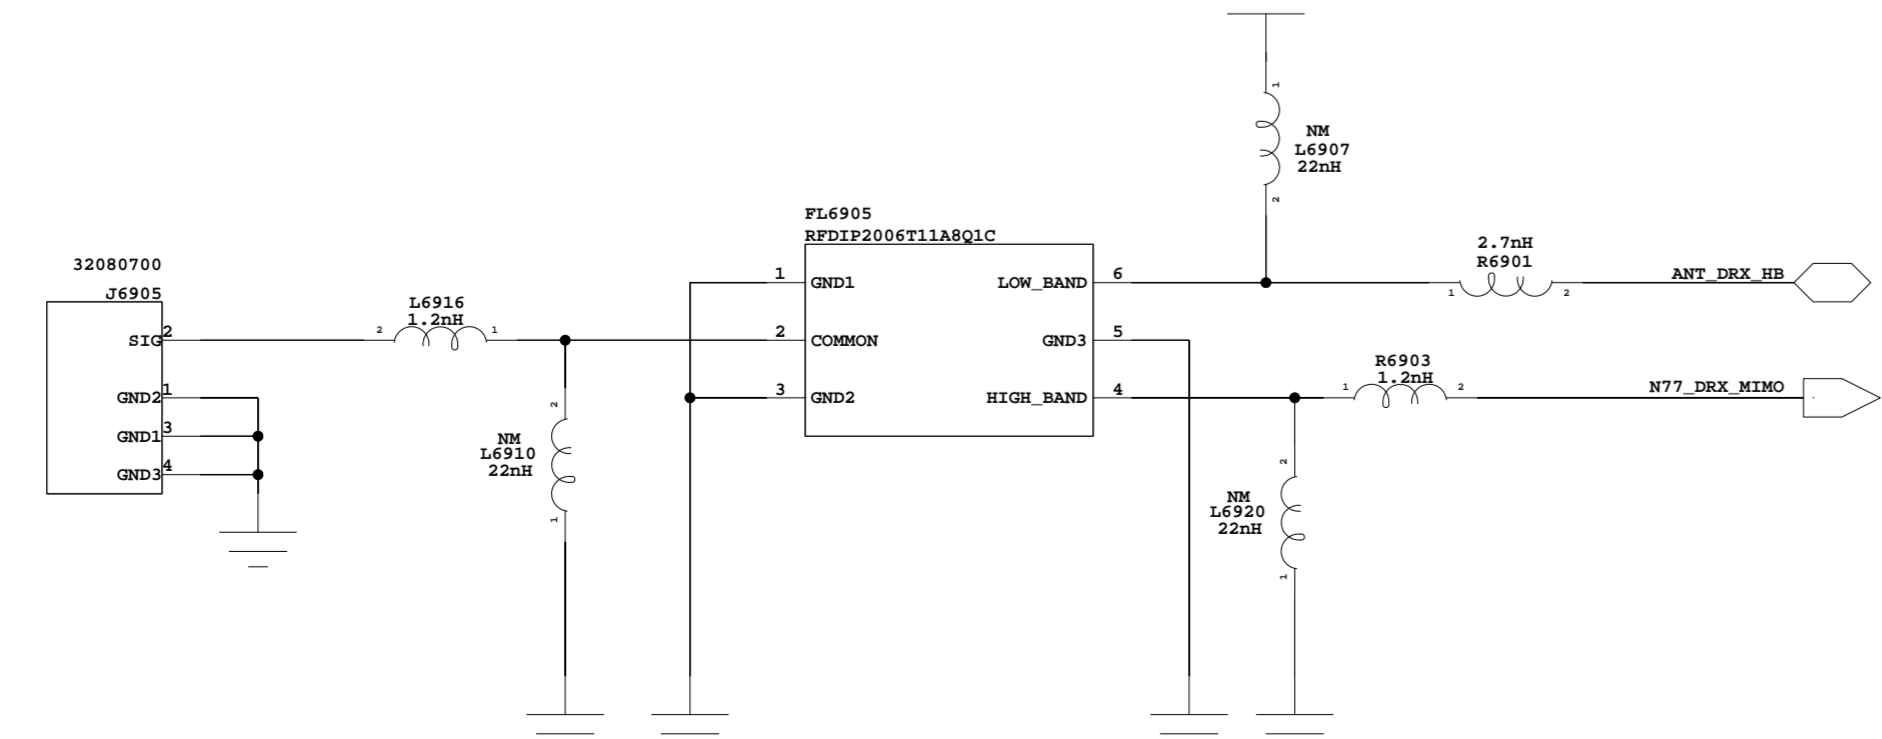 1
NM
L6907
22nH
2
FL6905
RFDIP2006T11A8Q1C
32080700
J6905
2.7nH
R6901
1 GND1
LOW_BAND 6
1
2
ANT_DRX_HB
L6916
1.2nH
SIG 2
2
1
2 COMMON
GND3 5
R6903
1.2nH
1
2
N77_DRX_MIMO
GND2 1
3 GND2
HIGH_BAND 4
2
GND1 3
NM
L6910
22nH
GND3 4
2
NM
L6920
22nH
1
1